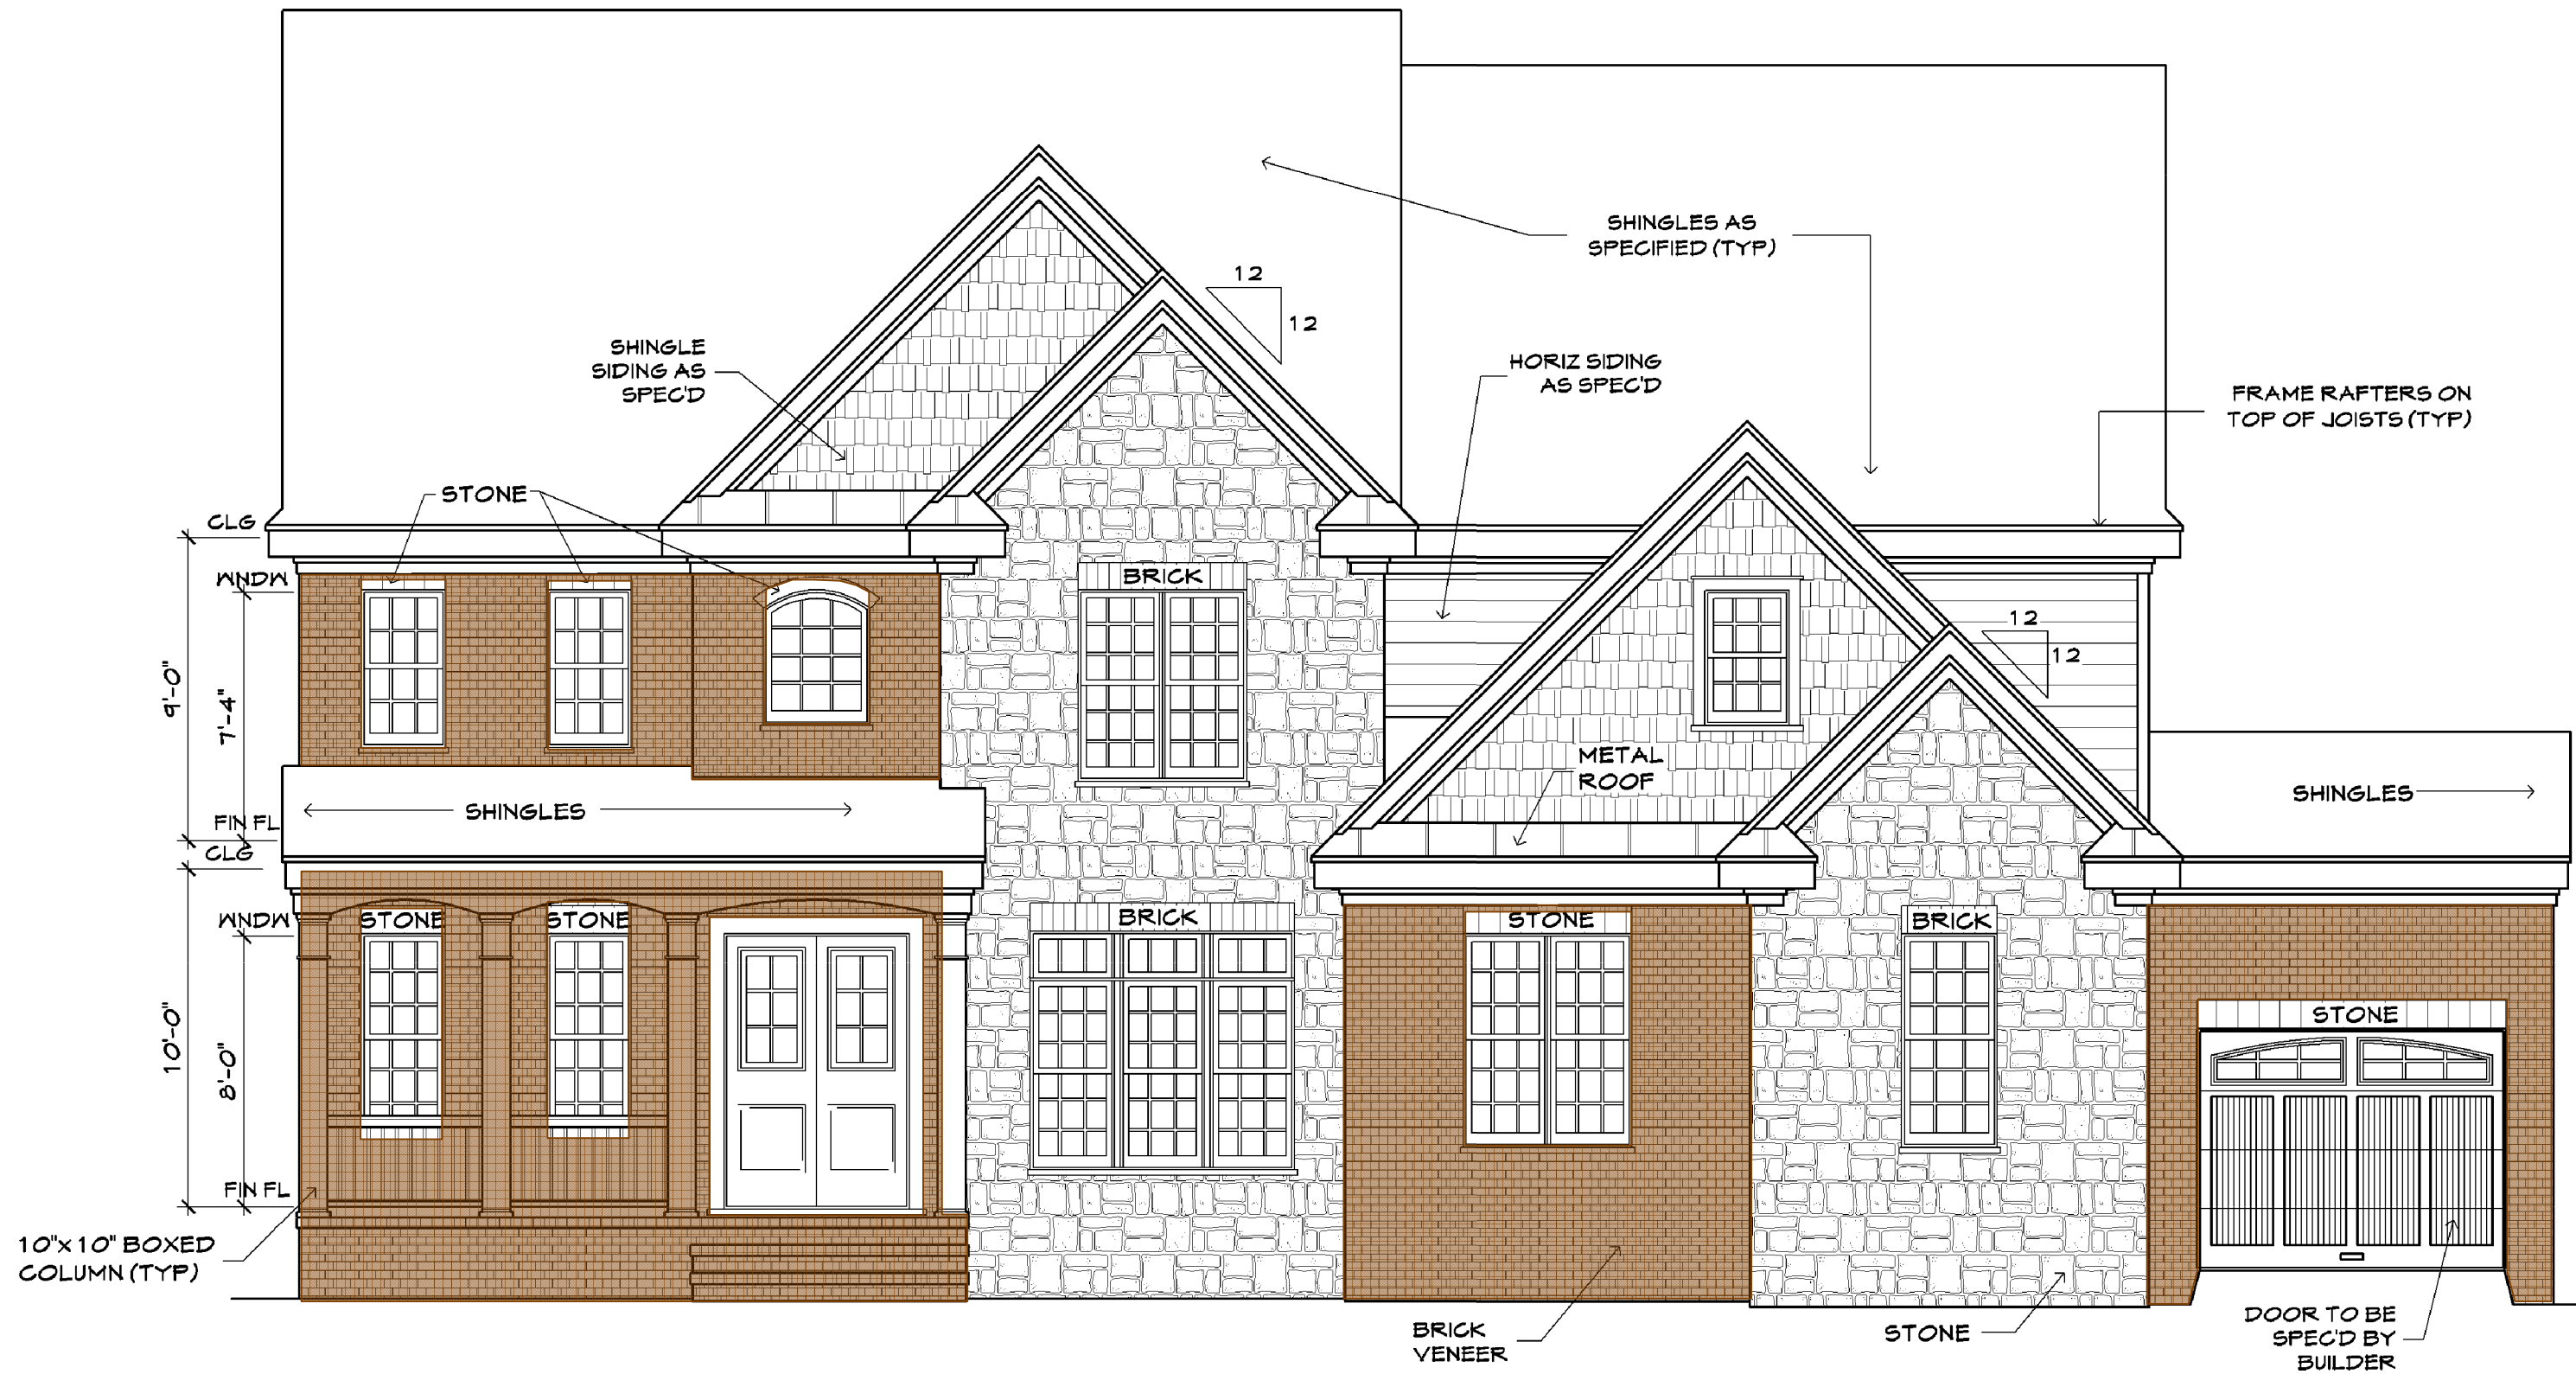 SHINGLES AS
SPECIFIED (TYP)
12
12
SHINGLE
SIDING AS
SPEC'D
HORIZ SIDING
AS SPEC'D
FRAME RAFTERS ON
TOP OF JOISTS (TYP)
STONE
CLG
WNDW
BRICK
12
12
9'-0"
7'-4"
METAL
ROOF
SHINGLES
SHINGLES
FIN FL
CLG
WNDW
STONE
STONE
BRICK
STONE
BRICK
10'-0"
8'-0"
STONE
FIN FL
10"x10" BOXED
COLUMN (TYP)
BRICK
VENEER
STONE
DOOR TO BE
SPEC'D BY
BUILDER